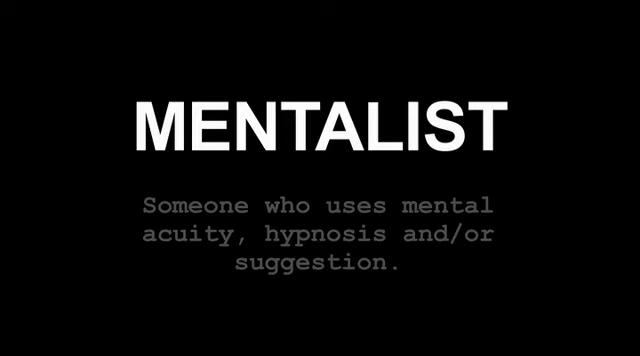 MENTALIST
Someone who uses mental
acuity, hypnosis and/or
suggestion.